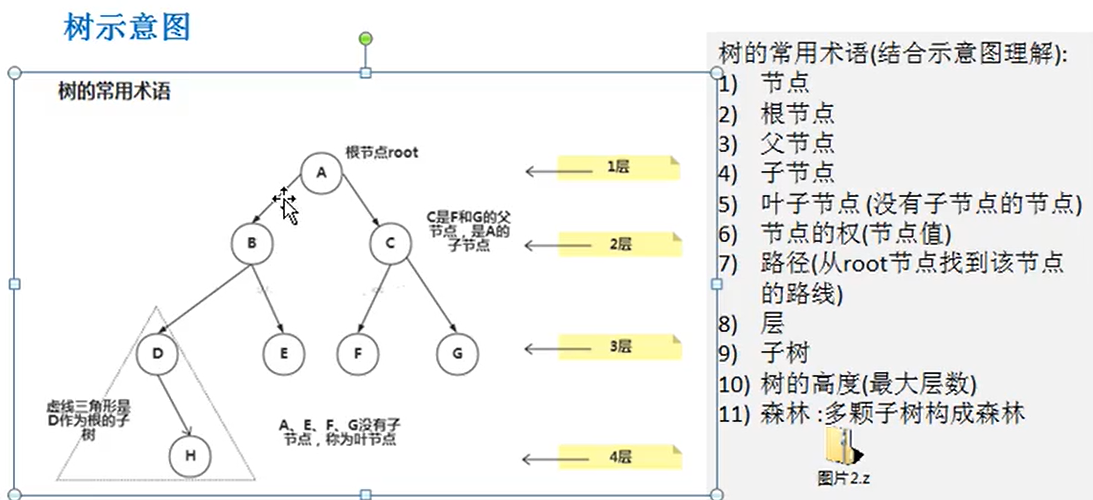 树示意图
树的常用术语
根节点root
A
1层
B
C
C是F和G的父
节点，是A的
子节点
2层
D
E
F
G
3层
虚线三角形是
D作为根的子
树
H
A、E、F、G没有子
节点，称为叶节点
4层
树的常用术语(结合示意图理解):
1) 节点
2) 根节点
3) 父节点
4) 子节点
5) 叶子节点 (没有子节点的节点)
6) 节点的权(节点值)
7) 路径(从root节点找到该节点
的路线)
8) 层
9) 子树
10) 树的高度(最大层数)
11) 森林 :多颗子树构成森林
图片2.z